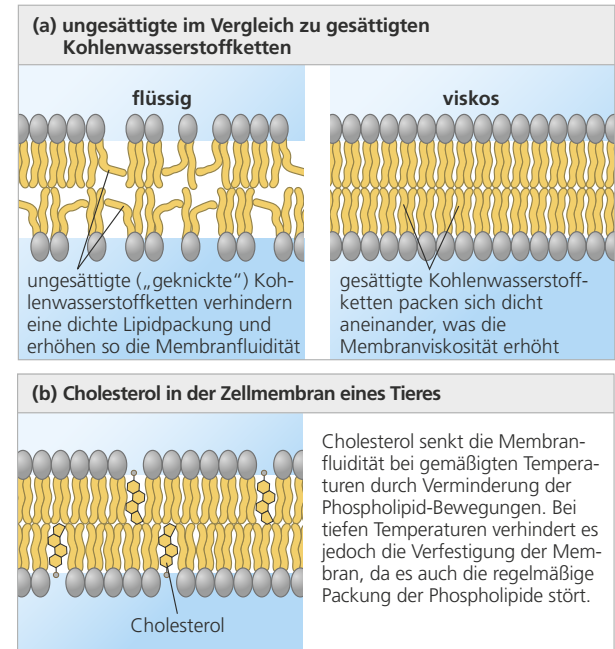 (a) ungesättigte im Vergleich zu gesättigten
Kohlenwasserstoffketten
flüssig
viskos
ungesättigte („geknickte“) Koh-
lenwasserstoffketten verhindern
eine dichte Lipidpackung und
erhöhen so die Membranfluidität
gesättigte Kohlenwasserstoff-
ketten packen sich dicht
aneinander, was die
Membranviskosität erhöht
(b) Cholesterol in der Zellmembran eines Tieres
Cholesterol senkt die Membran-
fluidität bei gemäßigten Tempera-
turen durch Verminderung der
Phospholipid-Bewegungen. Bei
tiefen Temperaturen verhindert es
jedoch die Verfestigung der Mem-
bran, da es auch die regelmäßige
Packung der Phospholipide stört.
Cholesterol